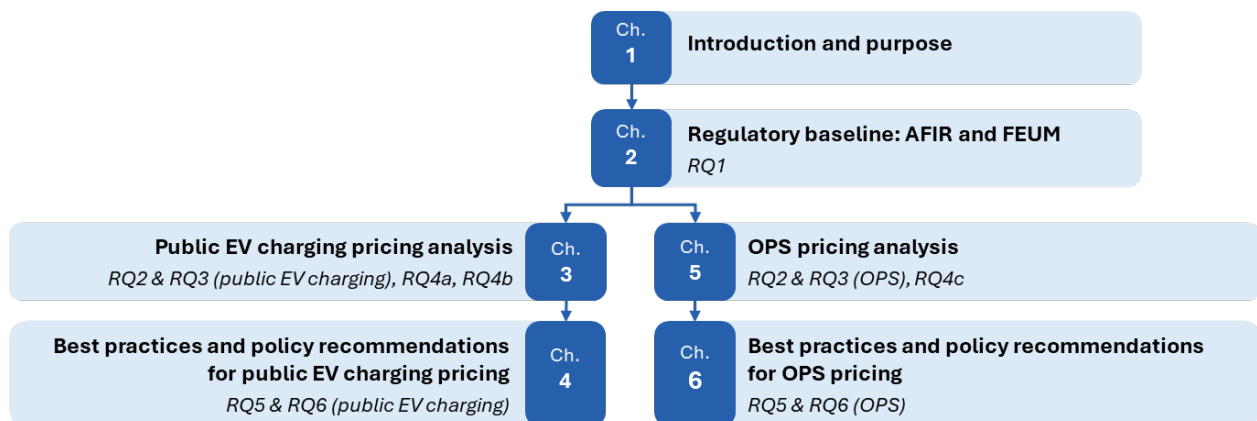 Ch.
1
Introduction and purpose
Ch.
2
Regulatory baseline: AFIR and FEUM
RQ1
Public EV charging pricing analysis
RQ2 & RQ3 (public EV charging), RQ4a, RQ4b
Ch.
3
Ch.
5
OPS pricing analysis
RQ2 & RQ3 (OPS), RQ4c
Best practices and policy recommendations
for public EV charging pricing
RQ5 & RQ6 (public EV charging)
Ch.
4
Ch.
6
Best practices and policy recommendations
for OPS pricing
RQ5 & RQ6 (OPS)